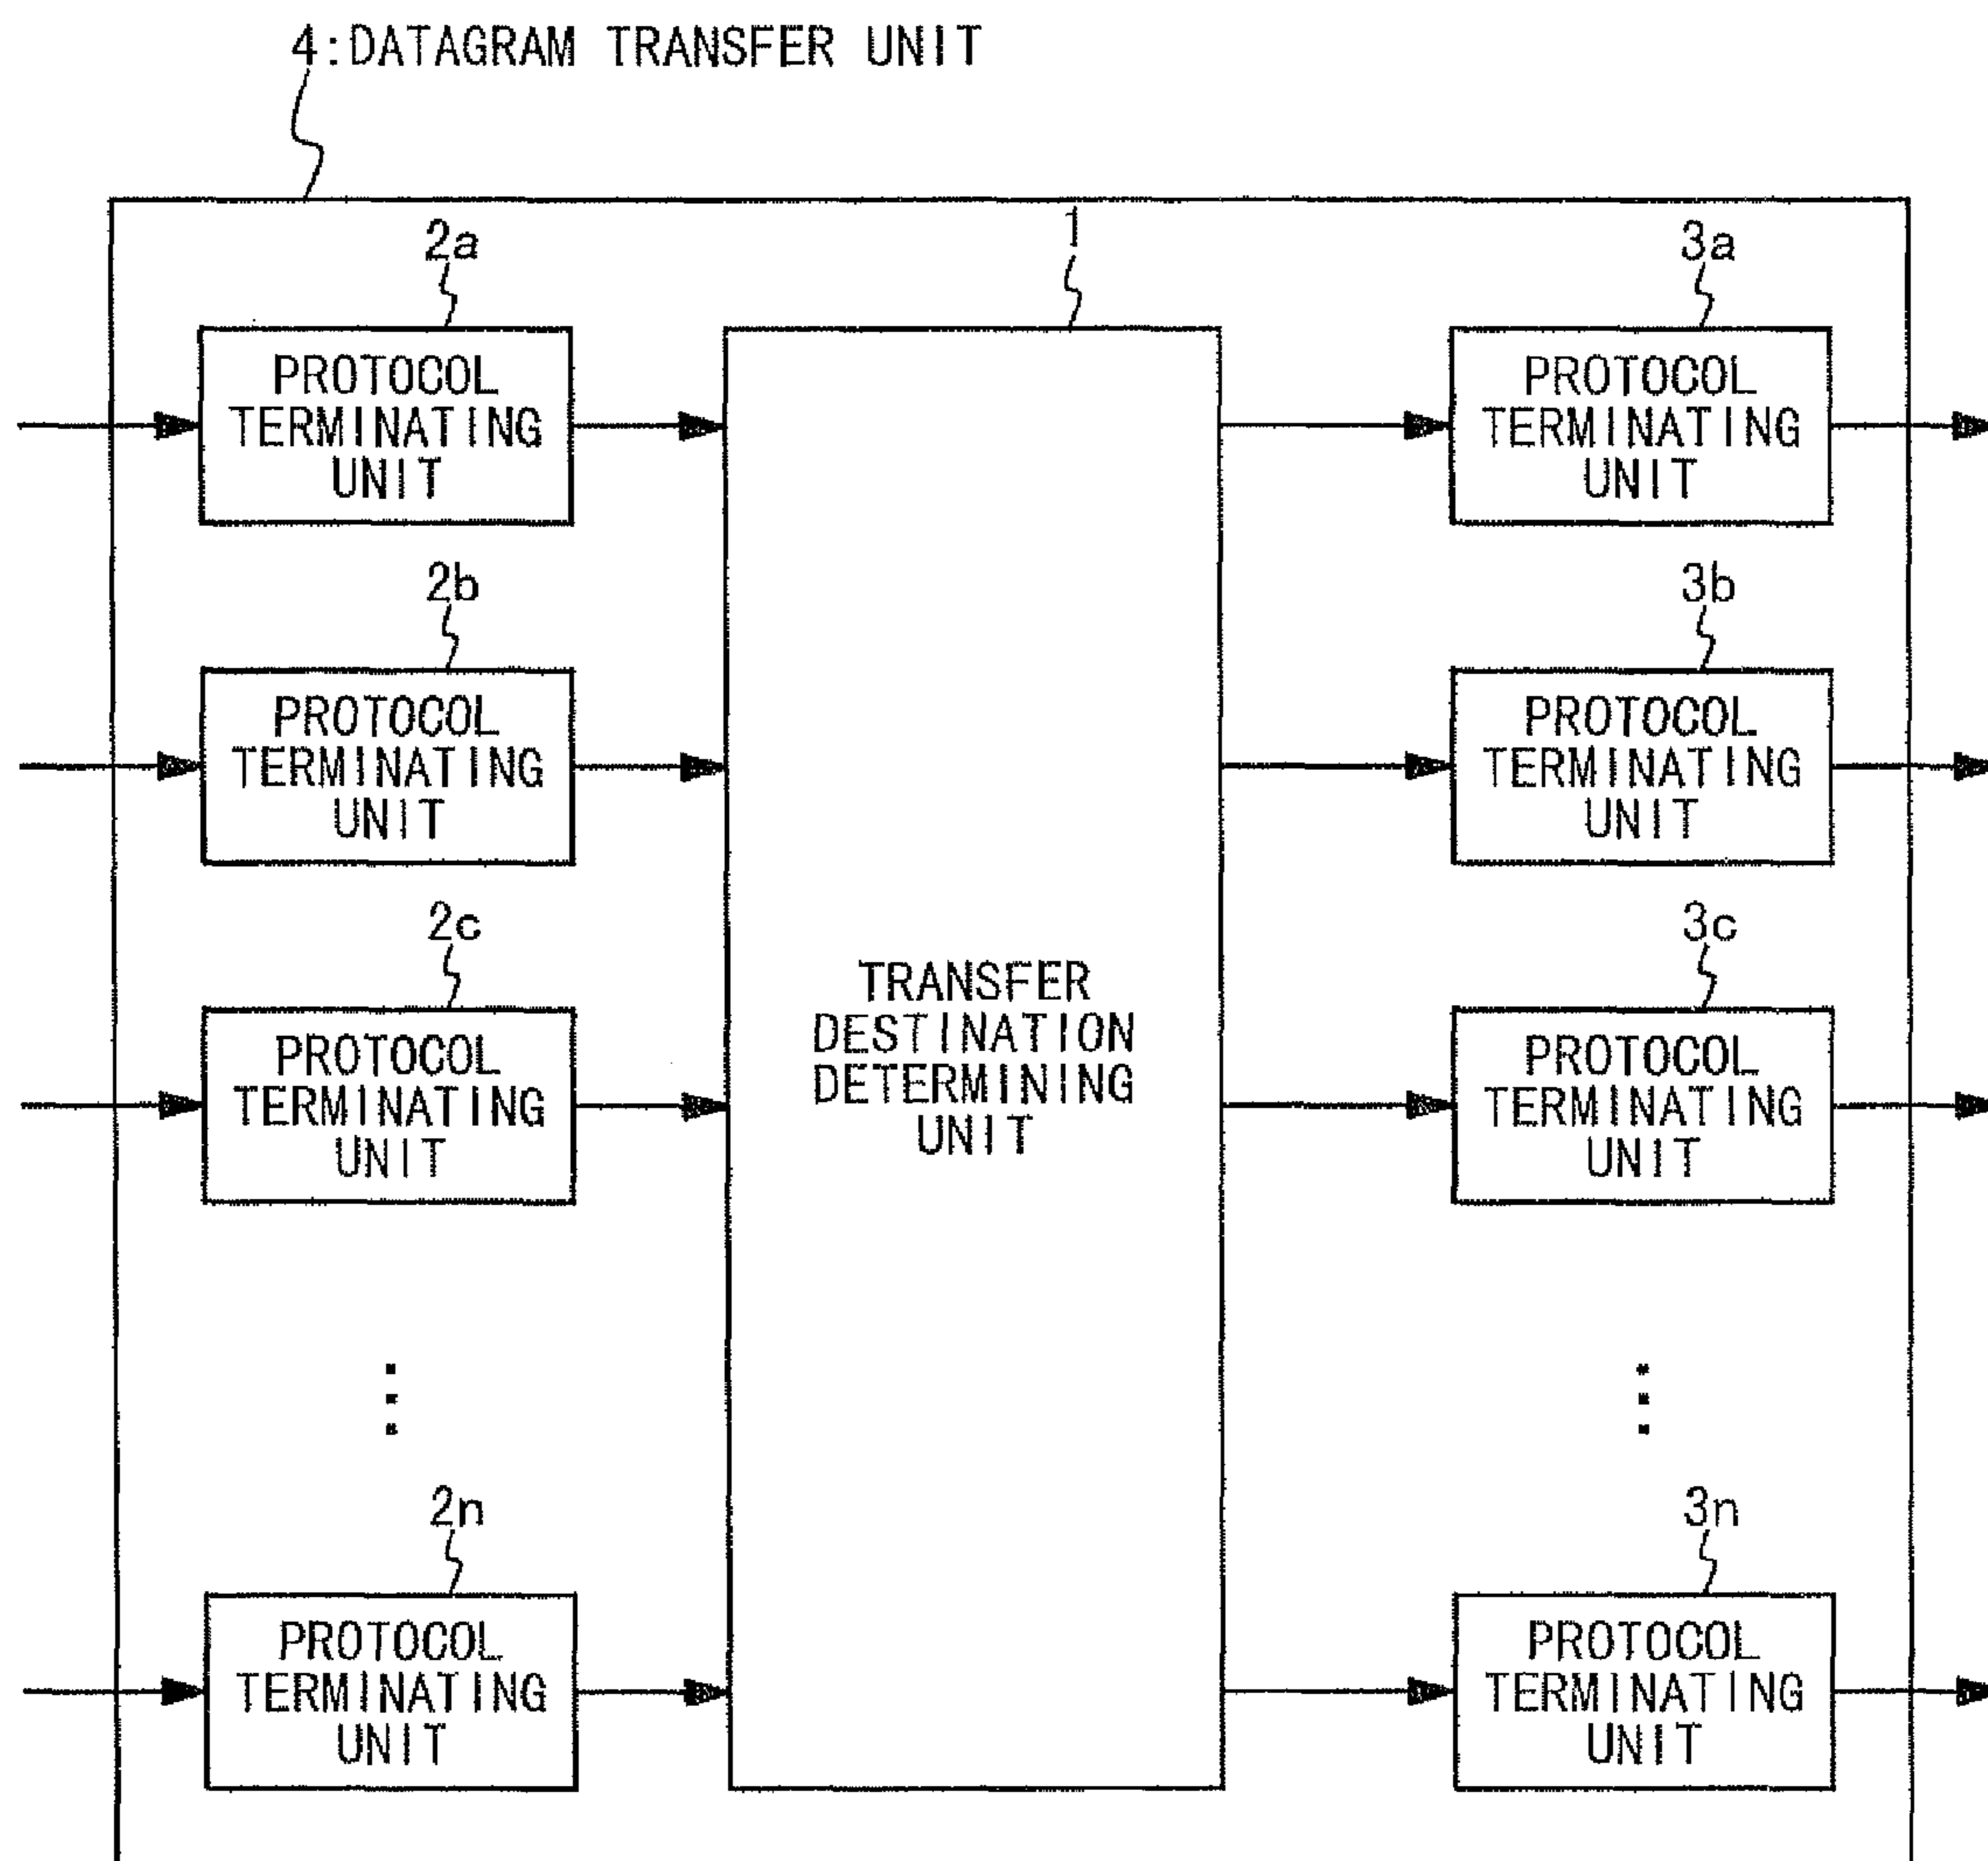 4:DATAGRAM TRANSFER UNIT
2a
1
3a
PROTOCOL
TERMINATING
UNIT
PROTOCOL
TERMINATING
UNIT
2b
3b
PROTOCOL
TERMINATING
UNIT
PROTOCOL
TERMINATING
UNIT
2c
3c
PROTOCOL
TERMINATING
UNIT
TRANSFER
DESTINATION
DETERMINING
UNIT
PROTOCOL
TERMINATING
UNIT
2n
3n
PROTOCOL
TERMINATING
UNIT
PROTOCOL
TERMINATING
UNIT